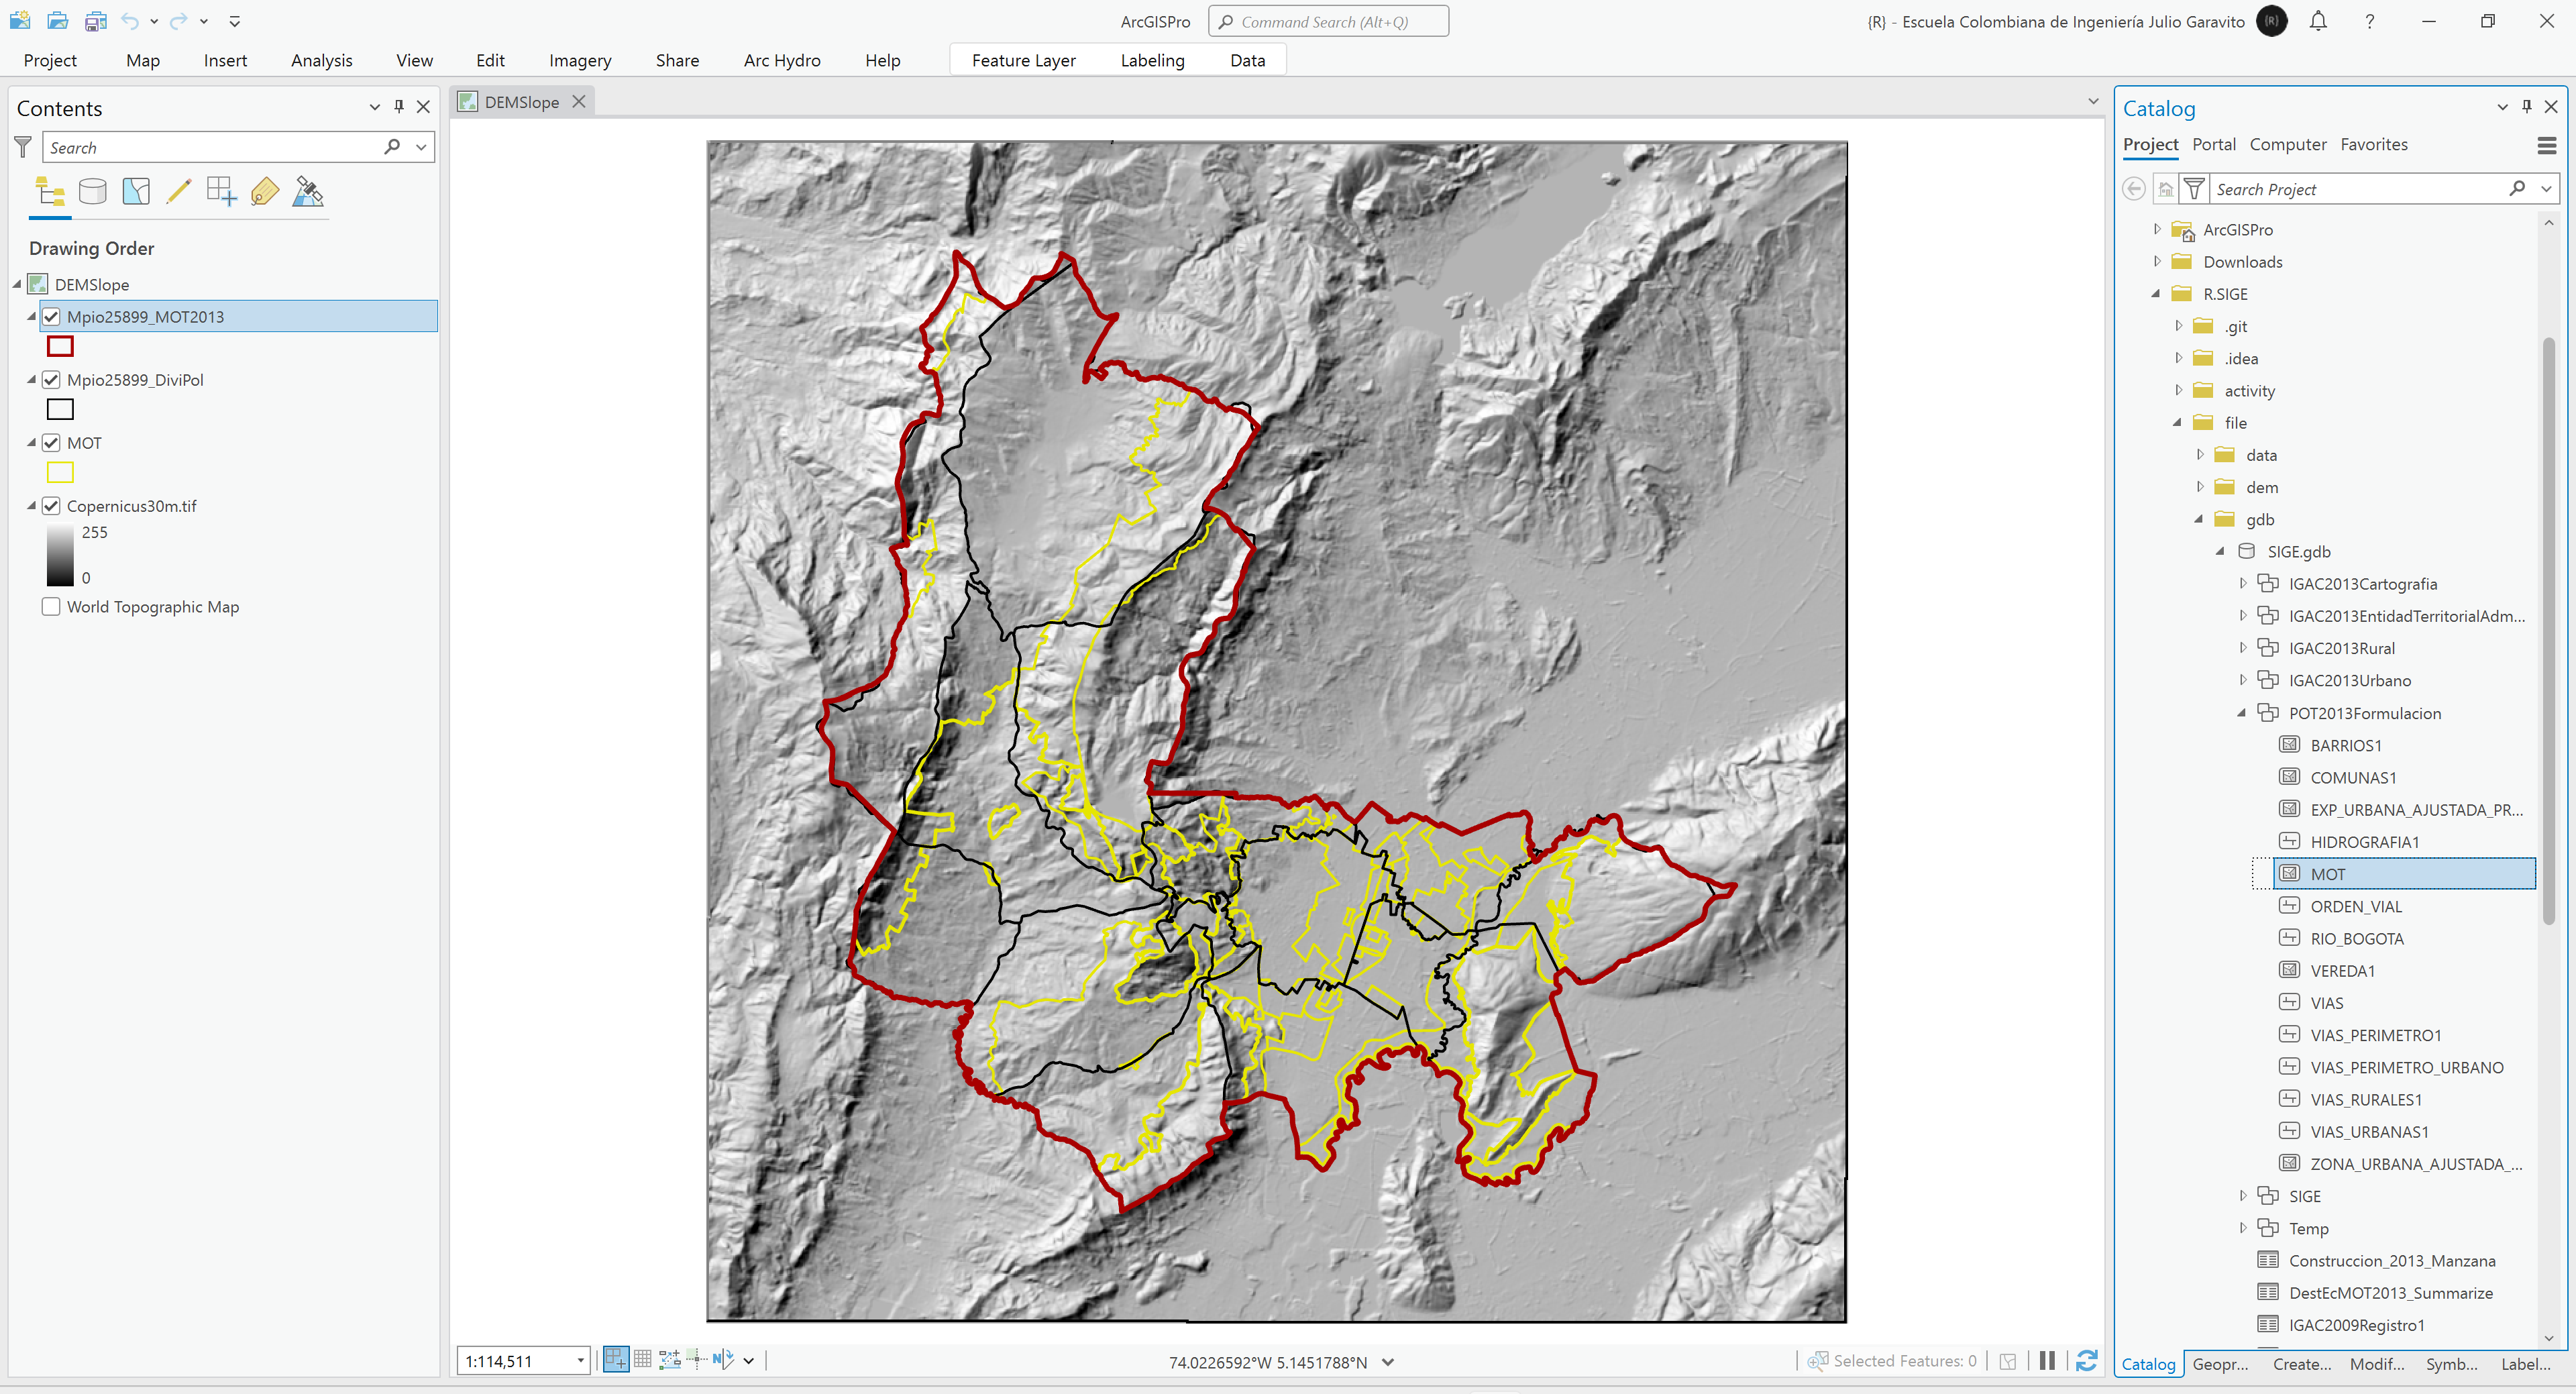 ArcGISPro
Command Search (Alt+Q)
{R} - Escuela Colombiana de Ingeniería Julio Garavito
{R}
?
Project Map Insert Analysis View Edit Imagery Share Arc Hydro Help Feature Layer Labeling Data
Contents
Search
Drawing Order
DEMSlope
Mpio25899_MOT2013
Mpio25899_DiviPol
MOT
Copernicus30m.tif
255
0
World Topographic Map
DEMSlope
1:114,511
74.0226592°W 5.1451788°N
Selected Features: 0
Catalog
Project Portal Computer Favorites
Search Project
ArcGISPro
Downloads
R.SIGE
.git
.idea
activity
file
data
dem
gdb
SIGE.gdb
IGAC2013Cartografia
IGAC2013EntidadTerritorialAdm...
IGAC2013Rural
IGAC2013Urbano
POT2013Formulacion
BARRIOS1
COMUNAS1
EXP_URBANA_AJUSTADA_PR...
HIDROGRAFIA1
MOT
ORDEN_VIAL
RIO_BOGOTA
VEREDA1
VIAS
VIAS_PERIMETRO1
VIAS_PERIMETRO_URBANO
VIAS_RURALES1
VIAS_URBANAS1
ZONA_URBANA_AJUSTADA_...
SIGE
Temp
Construccion_2013_Manzana
DestEcMOT2013_Summarize
IGAC2009Registro1
Catalog Geopr... Create... Modif... Symb... Label...